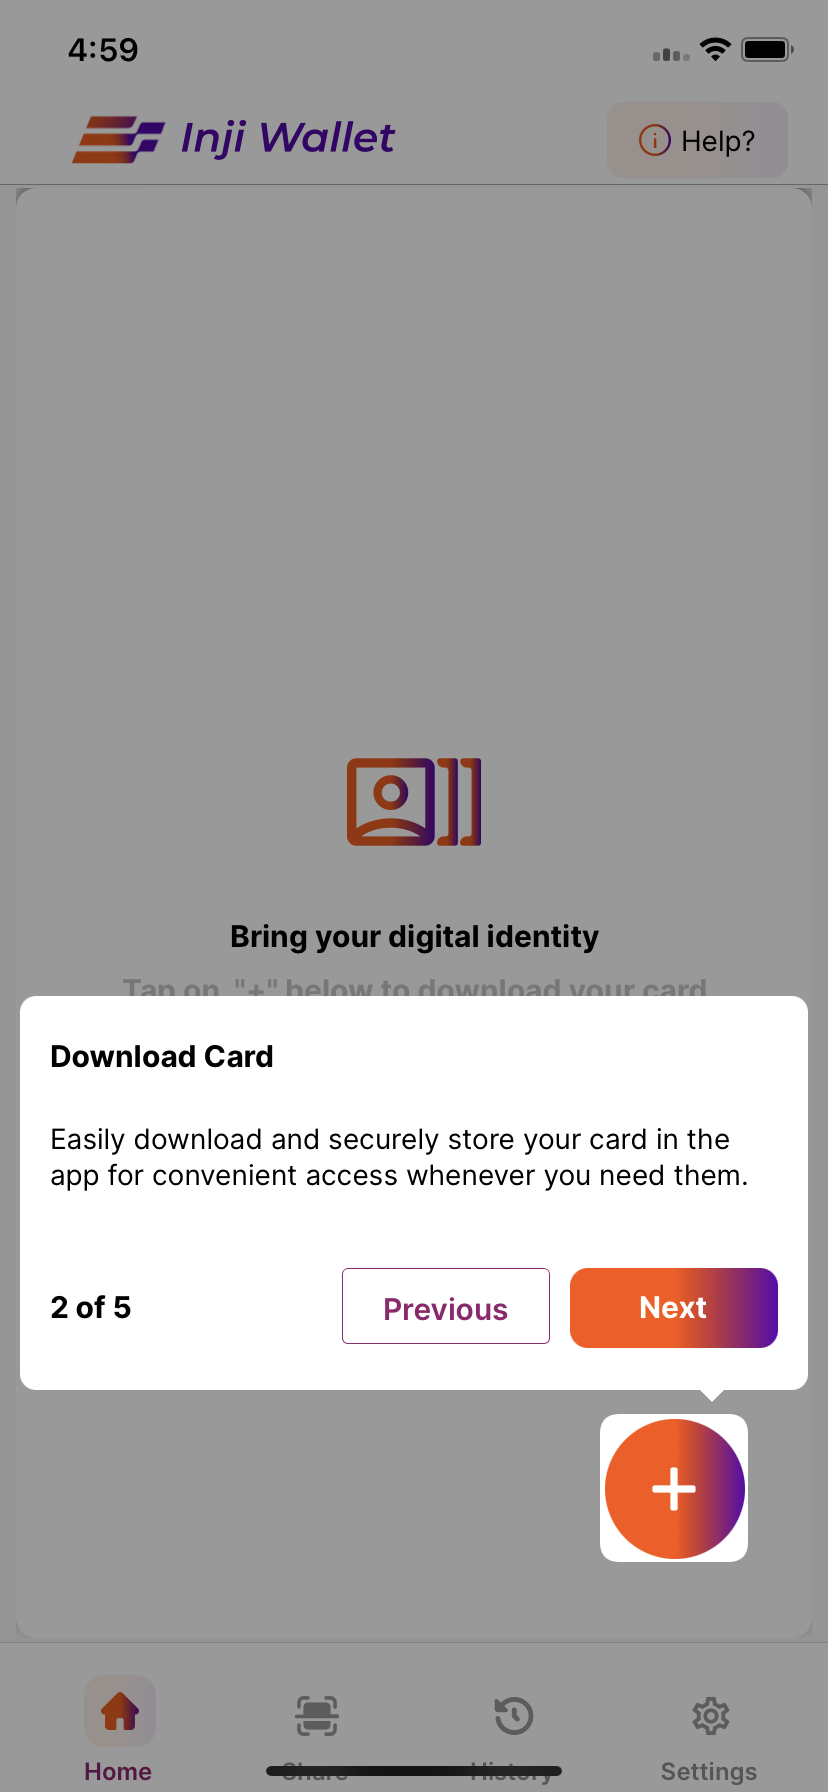 4:59
Inji Wallet
Help?
Bring your digital identity
Tap on "+" below to download your card
Download Card
Easily download and securely store your card in the
app for convenient access whenever you need them.
2 of 5
Previous
Next
Home
Share
History
Settings